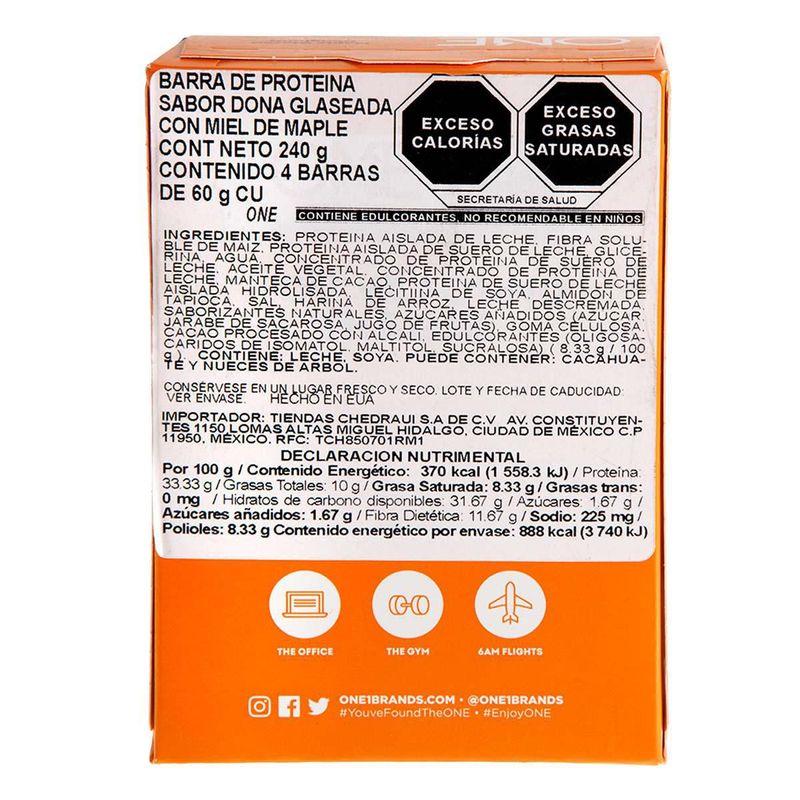 ONE
BARRA DE PROTEINA
SABOR DONA GLASEADA
CON MIEL DE MAPLE
CONT NETO 240 g
CONTENIDO 4 BARRAS
DE 60 g CU
ONE
EXCESO
CALORÍAS
EXCESO
GRASAS
SATURADAS
SECRETARÍA DE SALUD
CONTIENE EDULCORANTES, NO RECOMENDABLE EN NIÑOS
INGREDIENTES: PROTEINA AISLADA DE LECHE, FIBRA SOLU-
BLE DE MAIZ, PROTEINA AISLADA DE SUERO DE LECHE, GLICE-
RINA, AGUA, CONCENTRADO DE PROTEINA DE SUERO DE
LECHE, ACEITE VEGETAL, CONCENTRADO DE PROTEINA DE
LECHE, MANTECA DE CACAO, PROTEINA DE SUERO DE LECHE
AISLADA HIDROLISADA, LECITINA DE SOYA, ALMIDON DE
TAPIOCA, SAL, HARINA DE ARROZ, LECHE DESCREMADA,
SABORIZANTES NATURALES, AZUCARES AÑADIDOS (AZUCAR,
JARABE DE SACAROSA, JUGO DE FRUTAS), GOMA CELULOSA,
CACAO PROCESADO CON ALCALI, EDULCORANTES (OLIGOSA-
CARIDOS DE ISOMATOL, MALTITOL, SUCRALOSA) ( 8.33 g / 100
g ). CONTIENE: LECHE, SOYA. PUEDE CONTENER: CACAHUA-
TE Y NUECES DE ARBOL.
CONSÉRVESE EN UN LUGAR FRESCO Y SECO. LOTE Y FECHA DE CADUCIDAD:
VER ENVASE. HECHO EN EUA
IMPORTADOR: TIENDAS CHEDRAUI S.A DE C.V AV. CONSTITUYEN-
TES 1150 LOMAS ALTAS MIGUEL HIDALGO, CIUDAD DE MÉXICO C.P
11950, MÉXICO. RFC: TCH850701RM1
DECLARACION NUTRIMENTAL
Por 100 g / Contenido Energético: 370 kcal (1 558.3 kJ) / Proteína:
33.33 g / Grasas Totales: 10 g / Grasa Saturada: 8.33 g / Grasas trans:
0 mg / Hidratos de carbono disponibles: 31.67 g / Azúcares: 1.67 g /
Azúcares añadidos: 1.67 g / Fibra Dietética: 11.67 g / Sodio: 225 mg /
Polioles: 8.33 g Contenido energético por envase: 888 kcal (3 740 kJ)
THE OFFICE
THE GYM
6AM FLIGHTS
ONE1BRANDS.COM • @ONE1BRANDS
#YouveFoundTheONE • #EnjoyONE